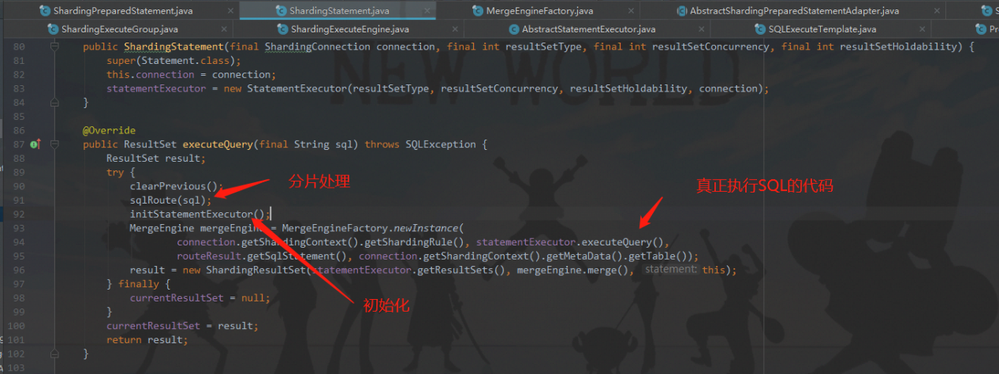 ShardingPreparedStatement.java × ShardingStatement.java × MergeEngineFactory.java × AbstractShardingPreparedStatementAdapter.java × S
ShardingExecuteGroup.java × ShardingExecuteEngine.java × AbstractStatementExecutor.java × SQLExecuteTemplate.java × Pr
80 public ShardingStatement(final ShardingConnection connection, final int resultSetType, final int resultSetConcurrency, final int resultSetHoldability) {
81 super(Statement.class);
82 this.connection = connection;
83 statementExecutor = new StatementExecutor(resultSetType, resultSetConcurrency, resultSetHoldability, connection);
84 }
NEW WORLD
85
86 @Override
87 public ResultSet executeQuery(final String sql) throws SQLException {
88 ResultSet result;
89 try {
分片处理
真正执行SQL的代码
90 clearPrevious();
91 sqlRoute(sql);
92 initStatementExecutor();
93 MergeEngine mergeEngine = MergeEngineFactory.newInstance(
94 connection.getShardingContext().getShardingRule(), statementExecutor.executeQuery(),
95 routeResult.getSqlStatement(), connection.getShardingContext().getMetaData().getTable());
96 result = new ShardingResultSet(statementExecutor.getResultSets(), mergeEngine.merge(), statement: this);
97 } finally {
98 currentResultSet = null;
初始化
99 }
100 currentResultSet = result;
101 return result;
102 }
103